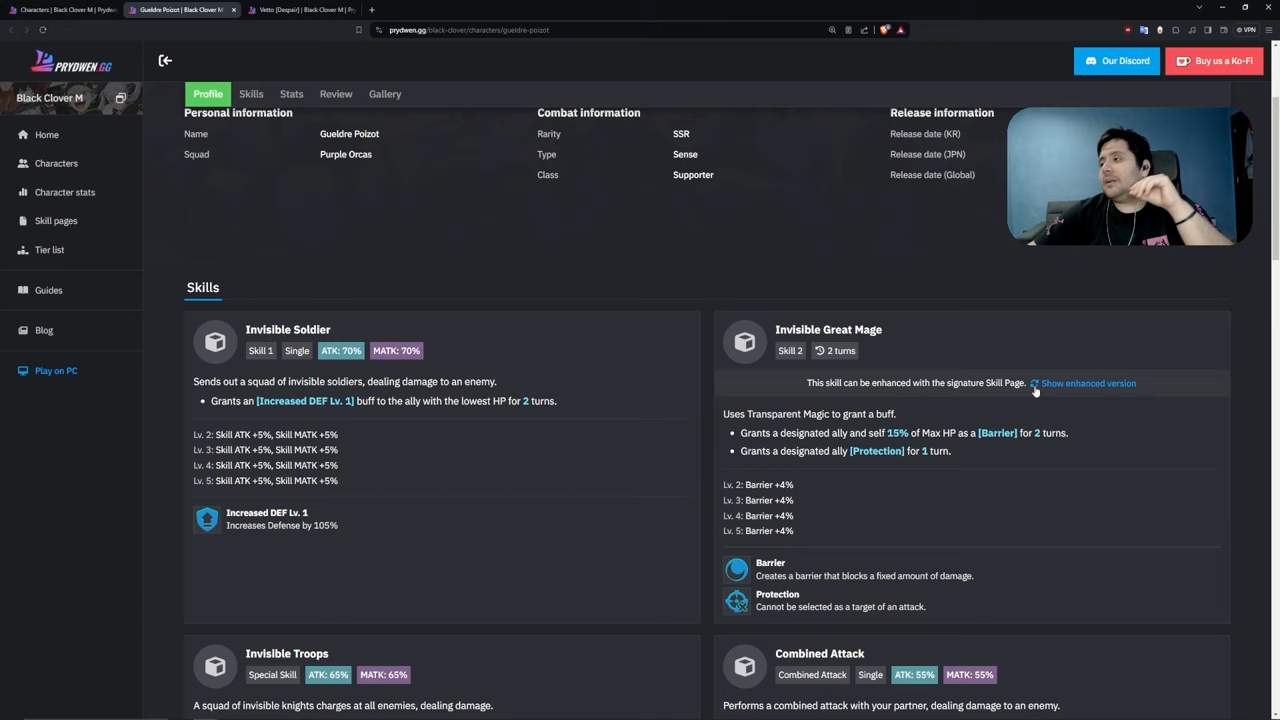 Characters | Black Clover M | Prydw
Gueldre Poizot | Black Clover M
Vetto [Despair] | Black Clover M | Pr
prydwen.gg/black-clover/characters/gueldre-poizot
VPN
PRYDWEN.GG
Our Discord
Buy us a Ko-Fi
Black Clover M
Profile
Skills
Stats
Review
Gallery
Home
Characters
Character stats
Skill pages
Tier list
Guides
Blog
Play on PC
Personal information
Name Gueldre Poizot
Squad Purple Orcas
Combat information
Rarity SSR
Type Sense
Class Supporter
Release information
Release date (KR)
Release date (JPN)
Release date (Global)
Skills
Invisible Soldier
Skill 1 Single ATK: 70% MATK: 70%
Sends out a squad of invisible soldiers, dealing damage to an enemy.
• Grants an [Increased DEF Lv. 1] buff to the ally with the lowest HP for 2 turns.
Lv. 2: Skill ATK +5%, Skill MATK +5%
Lv. 3: Skill ATK +5%, Skill MATK +5%
Lv. 4: Skill ATK +5%, Skill MATK +5%
Lv. 5: Skill ATK +5%, Skill MATK +5%
Increased DEF Lv. 1
Increases Defense by 105%
Invisible Great Mage
Skill 2 2 turns
This skill can be enhanced with the signature Skill Page. Show enhanced version
Uses Transparent Magic to grant a buff.
• Grants a designated ally and self 15% of Max HP as a [Barrier] for 2 turns.
• Grants a designated ally [Protection] for 1 turn.
Lv. 2: Barrier +4%
Lv. 3: Barrier +4%
Lv. 4: Barrier +4%
Lv. 5: Barrier +4%
Barrier
Creates a barrier that blocks a fixed amount of damage.
Protection
Cannot be selected as a target of an attack.
Invisible Troops
Special Skill ATK: 65% MATK: 65%
A squad of invisible knights charges at all enemies, dealing damage.
Combined Attack
Combined Attack Single ATK: 55% MATK: 55%
Performs a combined attack with your partner, dealing damage to an enemy.